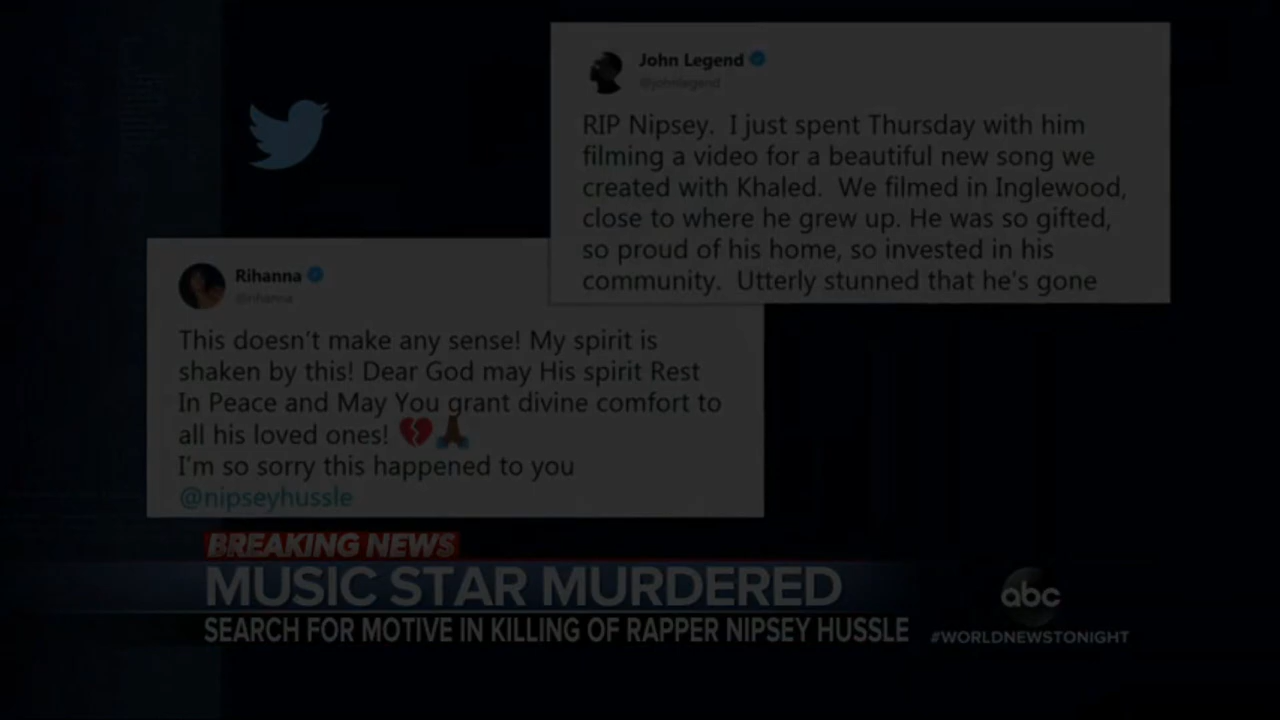 John Legend
@johnlegend
RIP Nipsey. I just spent Thursday with him
filming a video for a beautiful new song we
created with Khaled. We filmed in Inglewood,
close to where he grew up. He was so gifted,
so proud of his home, so invested in his
community. Utterly stunned that he's gone
Rihanna
@rihanna
This doesn't make any sense! My spirit is
shaken by this! Dear God may His spirit Rest
In Peace and May You grant divine comfort to
all his loved ones! 💔🙏🏾
I'm so sorry this happened to you
@nipseyhussle
BREAKING NEWS
MUSIC STAR MURDERED
SEARCH FOR MOTIVE IN KILLING OF RAPPER NIPSEY HUSSLE
abc
#WORLDNEWSTONIGHT